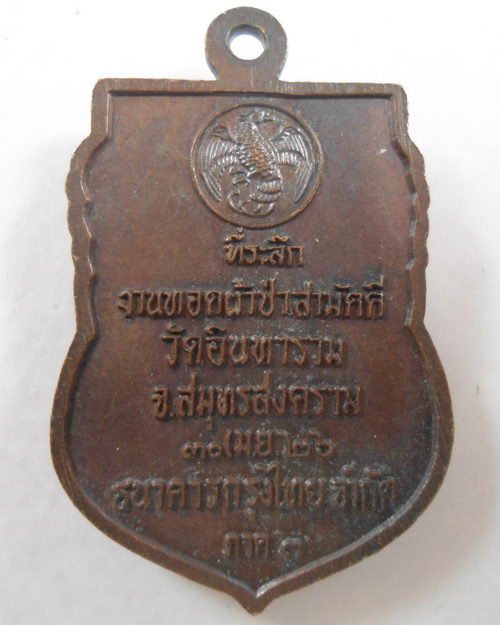 ที่ระลึก
งานทอดผ้าป่าสามัคคี
วัดอินทาราม
จ.สมุทรสงคราม
๓๐ เม.ย ๒๖
ธนาคารกรุงไทย จำกัด
ภาค